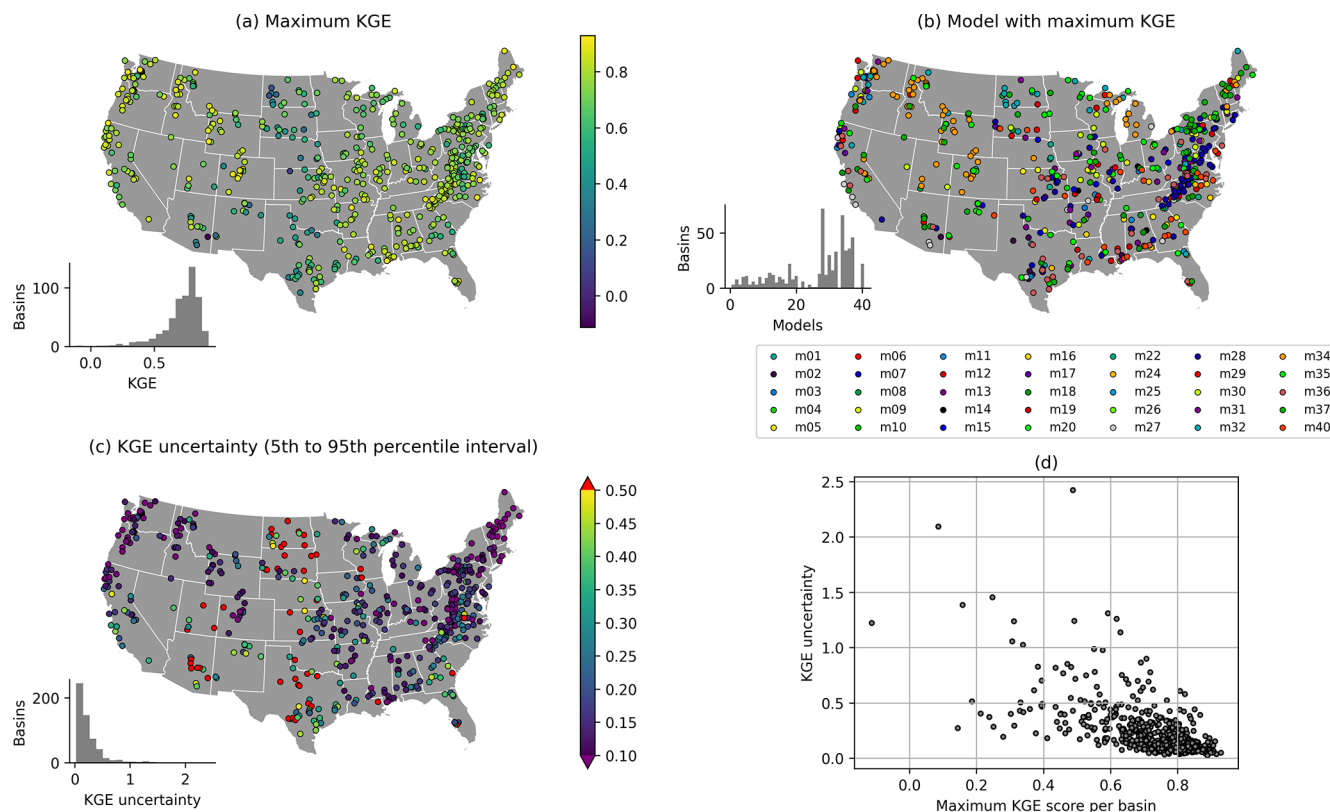 (a) Maximum KGE
0.8
0.6
0.4
0.2
0.0
100
0
Basins
0.0 0.5
KGE
(b) Model with maximum KGE
50
0
Basins
0 20 40
Models
m01 m06 m11 m16 m22 m28 m34
m02 m07 m12 m17 m24 m29 m35
m03 m08 m13 m18 m25 m30 m36
m04 m09 m14 m19 m26 m31 m37
m05 m10 m15 m20 m27 m32 m40
(c) KGE uncertainty (5th to 95th percentile interval)
0.50
0.45
0.40
0.35
0.30
0.25
0.20
0.15
0.10
200
0
Basins
0 1 2
KGE uncertainty
(d)
2.5
2.0
1.5
1.0
0.5
0.0
KGE uncertainty
0.0 0.2 0.4 0.6 0.8
Maximum KGE score per basin